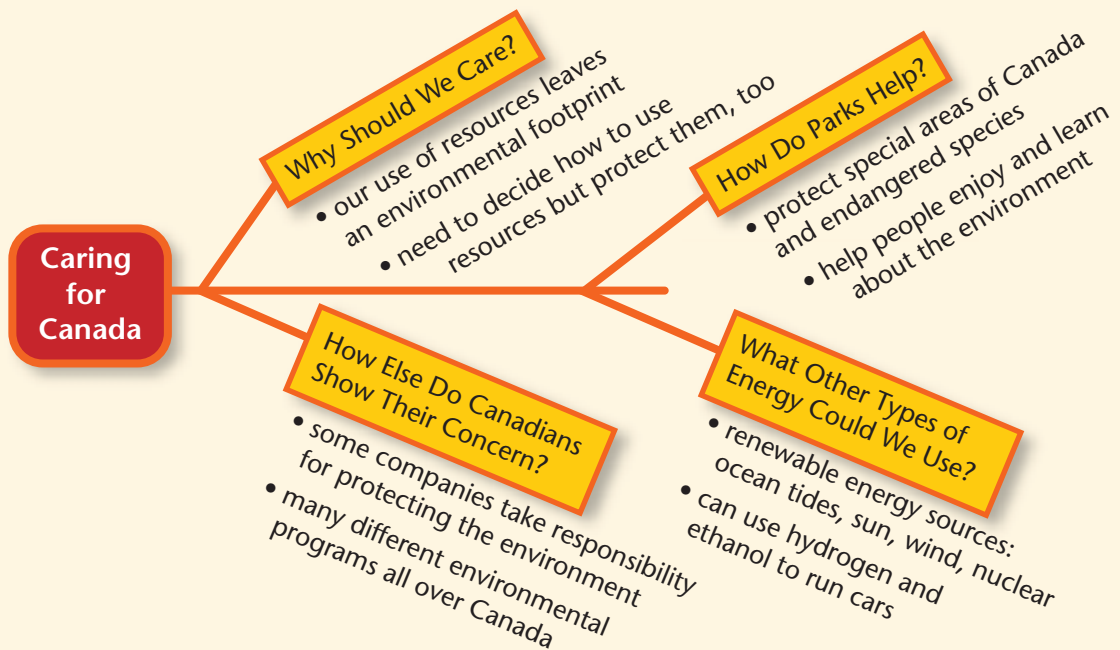 Caring
for
Canada
Why Should We Care?
• our use of resources leaves
an environmental footprint
• need to decide how to use
resources but protect them, too
How Do Parks Help?
• protect special areas of Canada
and endangered species
• help people enjoy and learn
about the environment
How Else Do Canadians
Show Their Concern?
• some companies take responsibility
for protecting the environment
• many different environmental
programs all over Canada
What Other Types of
Energy Could We Use?
• renewable energy sources:
ocean tides, sun, wind, nuclear
• can use hydrogen and
ethanol to run cars